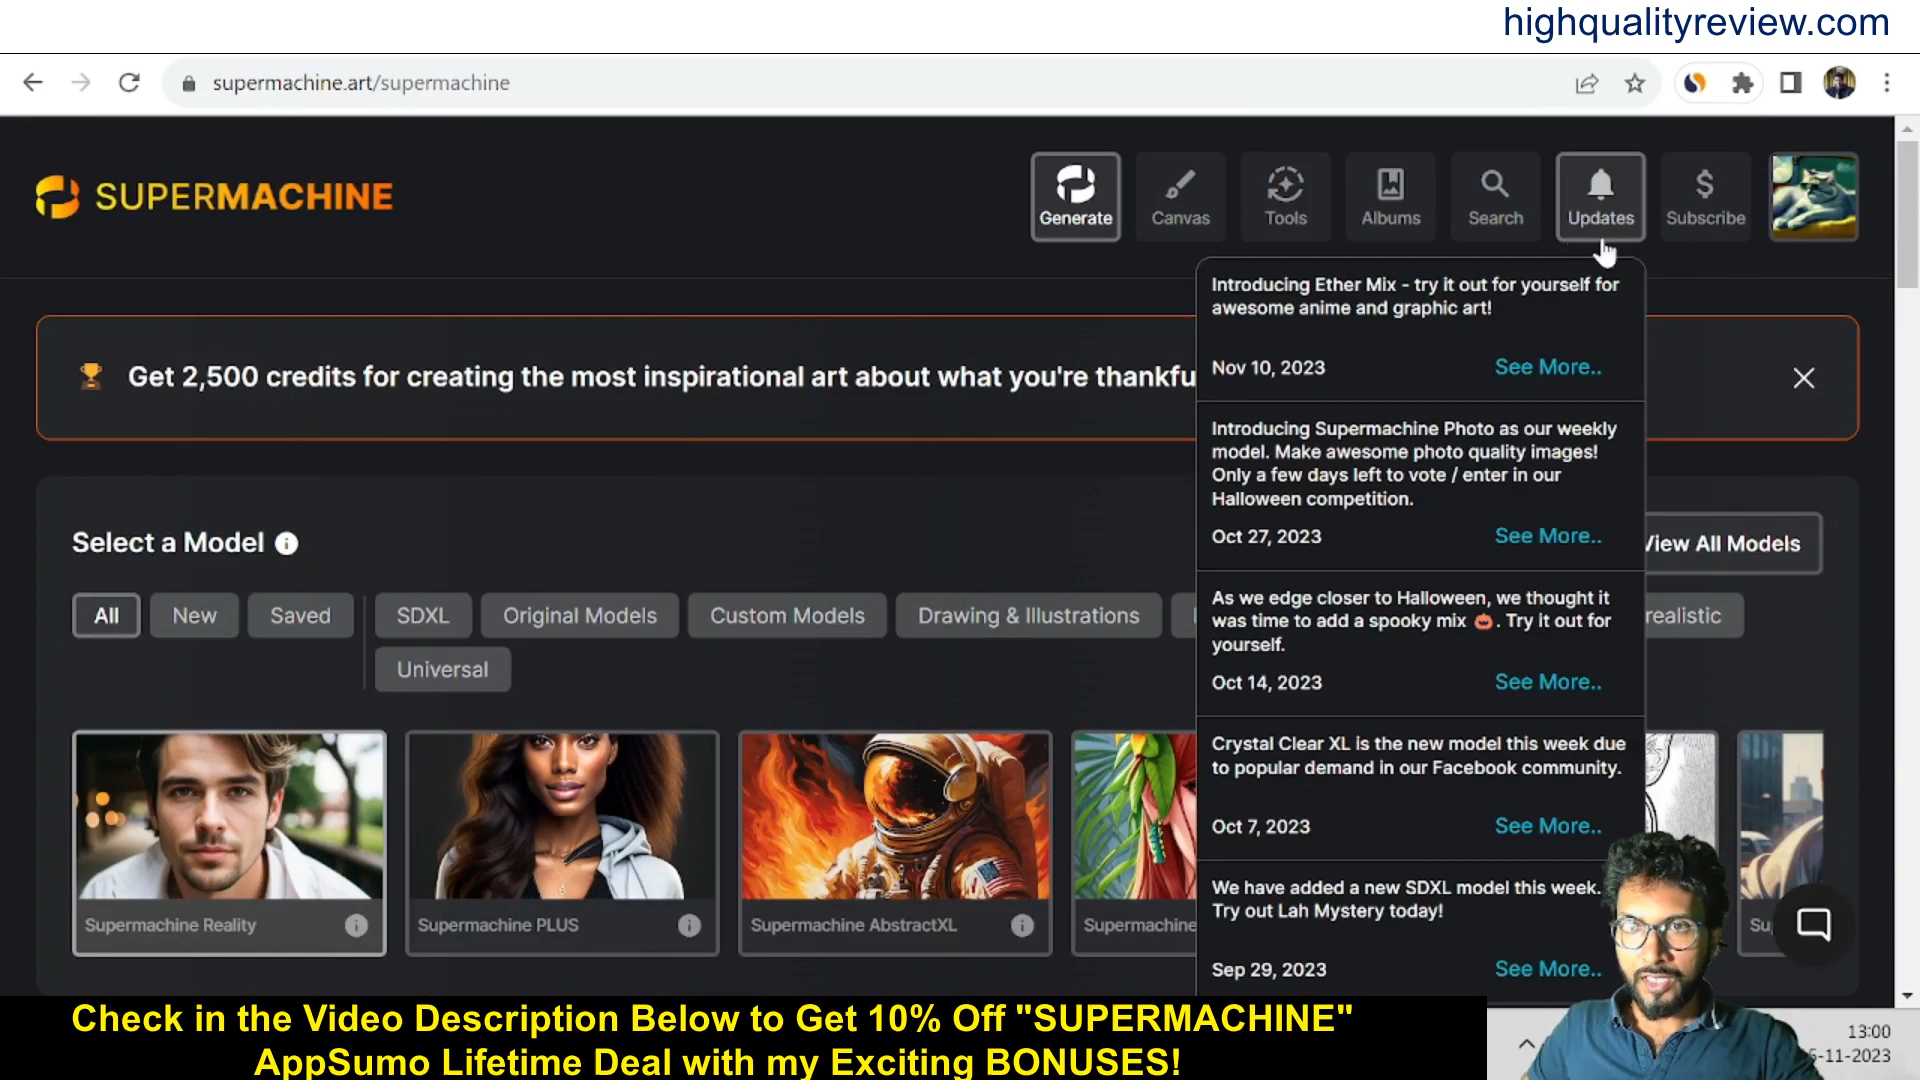 highqualityreview.com
supermachine.art/supermachine
SUPERMACHINE
Generate
Canvas
Tools
Albums
Search
Updates
Subscribe
Introducing Ether Mix - try it out for yourself for
awesome anime and graphic art!
Nov 10, 2023
See More..
Get 2,500 credits for creating the most inspirational art about what you're
Introducing Supermachine Photo as our weekly
model. Make awesome photo quality images!
Only a few days left to vote / enter in our
Halloween competition.
Oct 27, 2023
See More..
Select a Model
View All Models
All
New
Saved
SDXL
Original Models
Custom Models
Drawing & Illustrations
realistic
Universal
As we edge closer to Halloween, we thought it
was time to add a spooky mix 🎃. Try it out for
yourself.
Oct 14, 2023
See More..
Crystal Clear XL is the new model this week due
to popular demand in our Facebook community.
Oct 7, 2023
See More..
We have added a new SDXL model this week.
Try out Lah Mystery today!
Sep 29, 2023
See More..
Supermachine Reality
Supermachine PLUS
Supermachine AbstractXL
Supermachine
Check in the Video Description Below to Get 10% Off "SUPERMACHINE"
AppSumo Lifetime Deal with my Exciting BONUSES!
13:00
5-11-2023